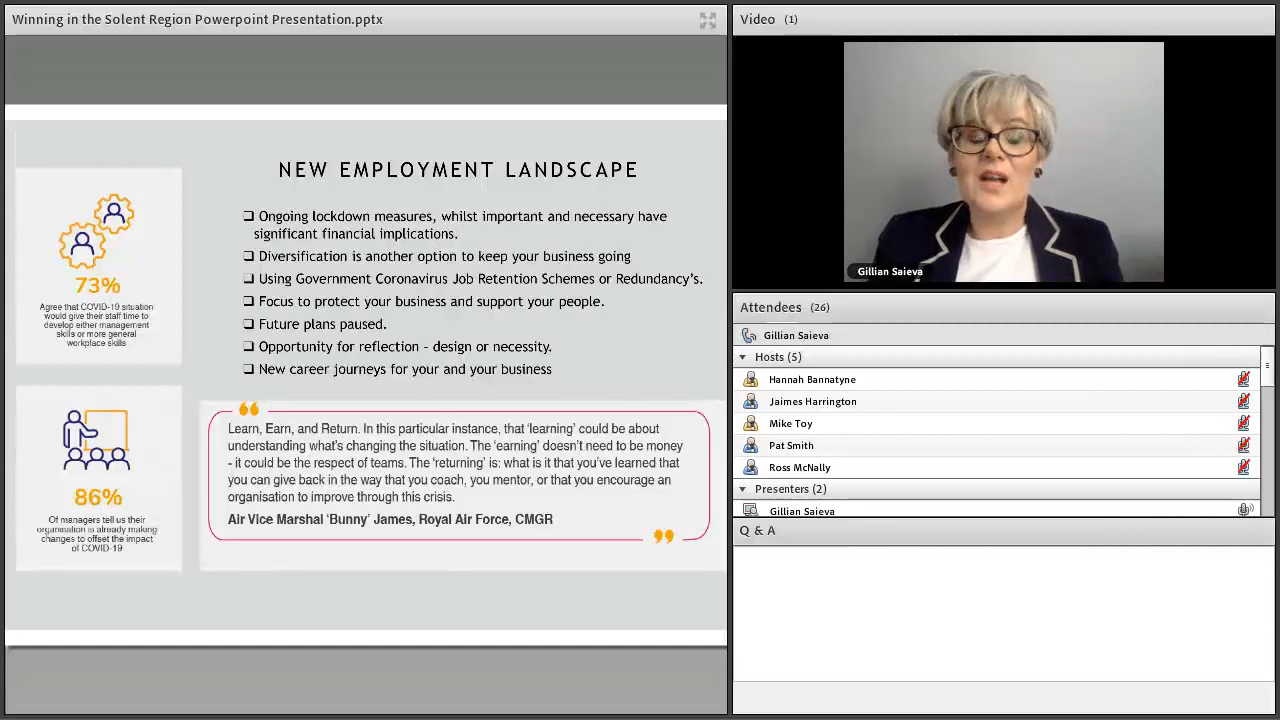 Winning in the Solent Region Powerpoint Presentation.pptx
NEW EMPLOYMENT LANDSCAPE
Ongoing lockdown measures, whilst important and necessary have
significant financial implications.
Diversification is another option to keep your business going
Using Government Coronavirus Job Retention Schemes or Redundancy's.
Focus to protect your business and support your people.
Future plans paused.
Opportunity for reflection - design or necessity.
New career journeys for your and your business
73%
Agree that COVID-19 situation
would give their staff time to
develop either management
skills or more general
workplace skills
86%
Of managers tell us their
organisation is already making
changes to offset the impact
of COVID-19
Learn, Earn, and Return. In this particular instance, that 'learning' could be about
understanding what's changing the situation. The 'earning' doesn't need to be money
- it could be the respect of teams. The 'returning' is: what is it that you've learned that
you can give back in the way that you coach, you mentor, or that you encourage an
organisation to improve through this crisis.
Air Vice Marshal 'Bunny' James, Royal Air Force, CMGR
Video (1)
Gillian Saieva
Attendees (26)
Gillian Saieva
Hosts (5)
Hannah Bannatyne
Jaimes Harrington
Mike Toy
Pat Smith
Ross McNally
Presenters (2)
Gillian Saieva
Q & A